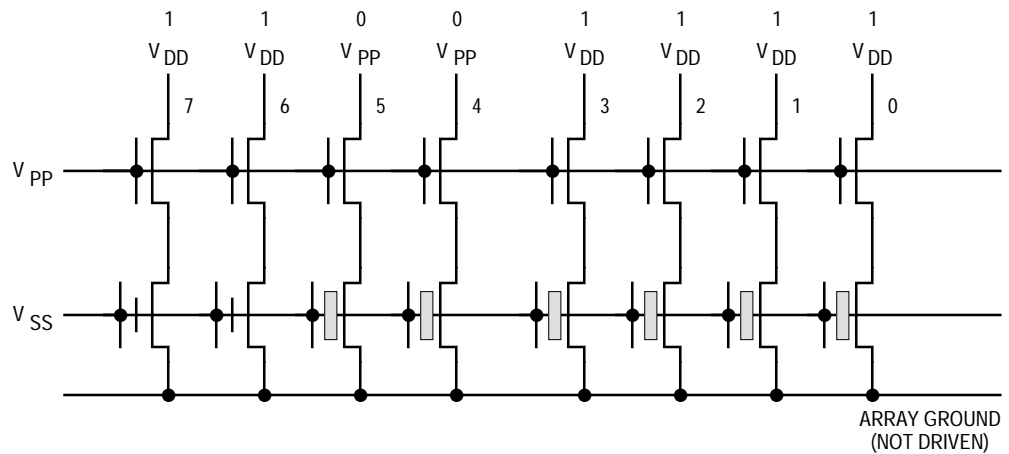 1 1 0 0 1 1 1 1
V DD V DD V PP V PP V DD V DD V DD V DD
7 6 5 4 3 2 1 0
V PP
V SS
ARRAY GROUND
(NOT DRIVEN)